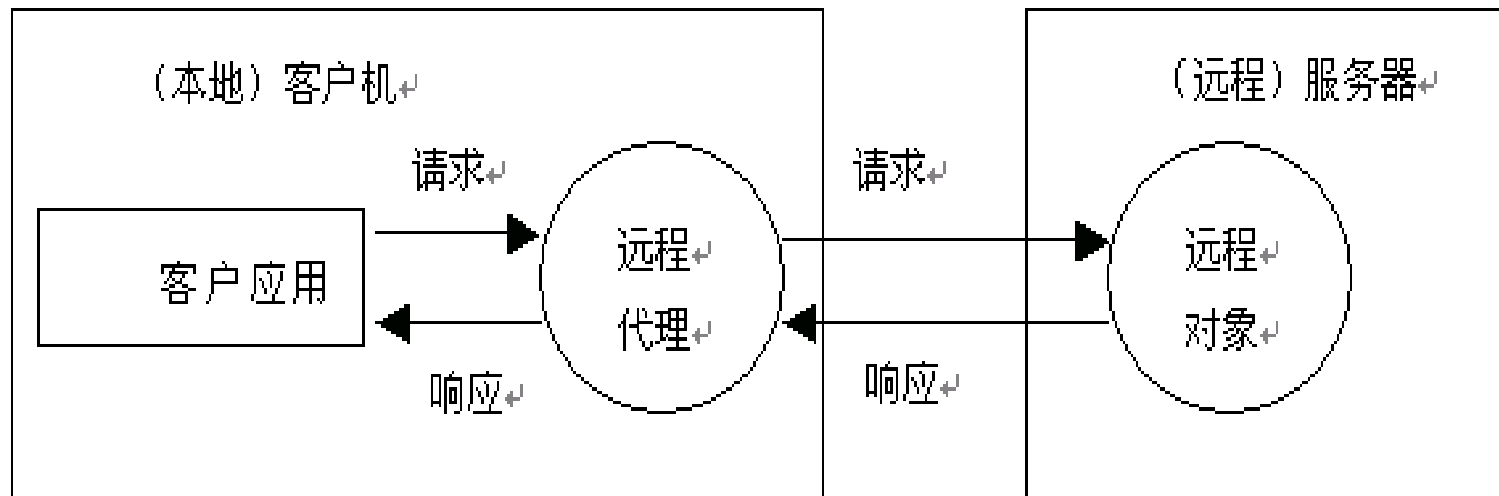 （本地）客户机↵
（远程）服务器↵
请求↵
请求↵
客户应用
远程↵
代理↵
远程↵
对象↵
响应↵
响应↵